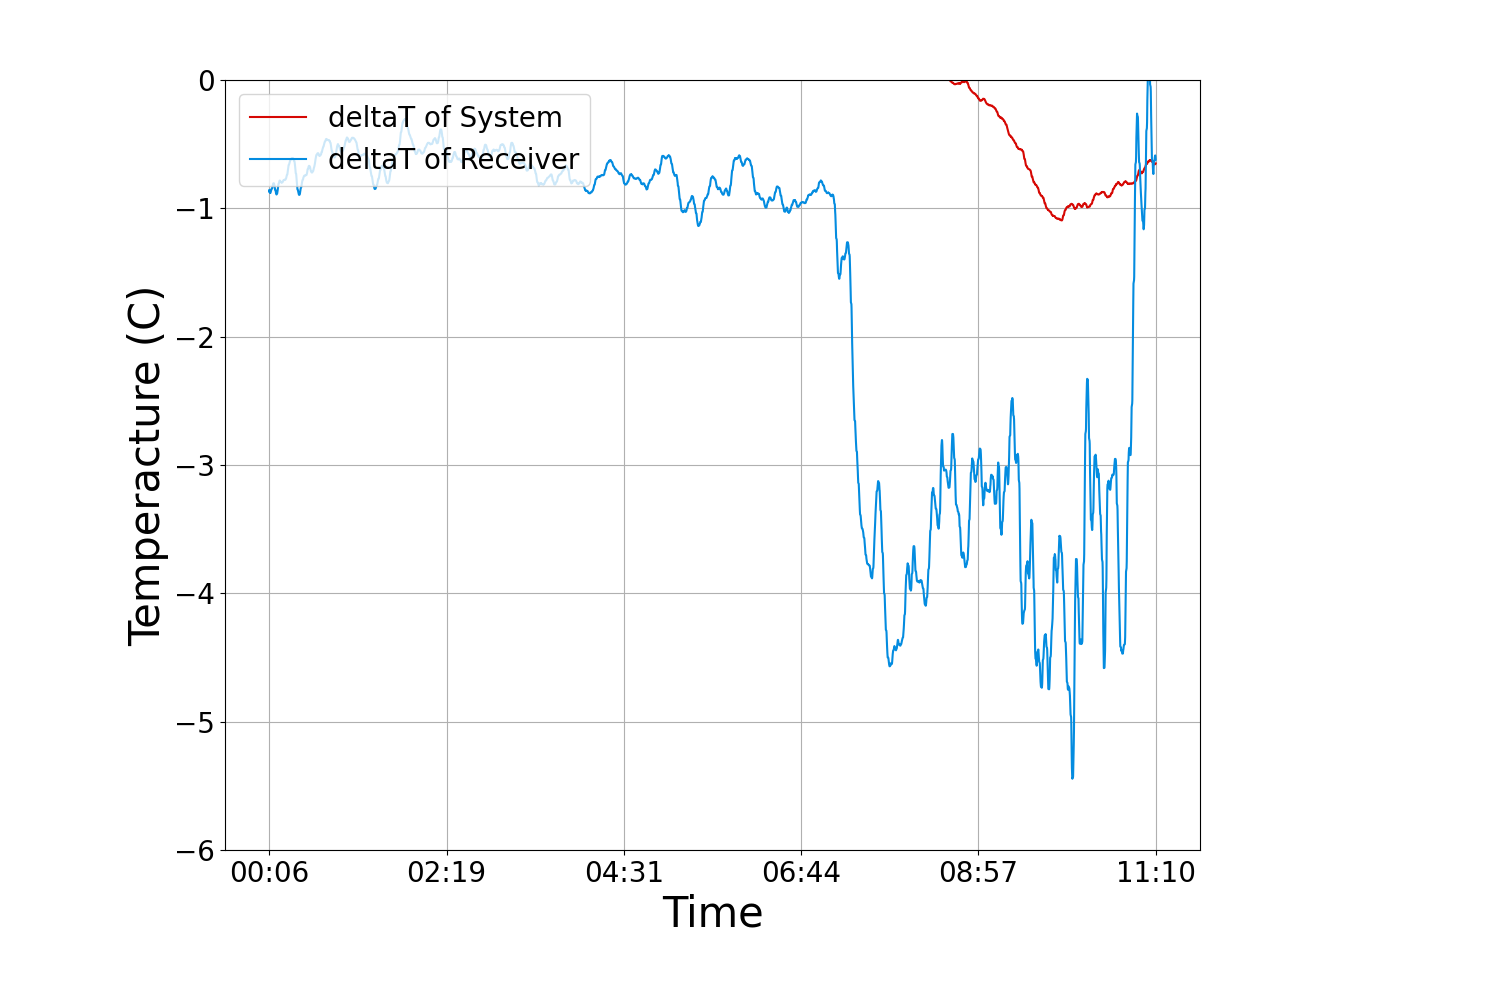 0
deltaT of System
deltaT of Receiver
−1
−2
−3
−4
−5
−6
Temperacture (C)
00:06 02:19 04:31 06:44 08:57 11:10
Time